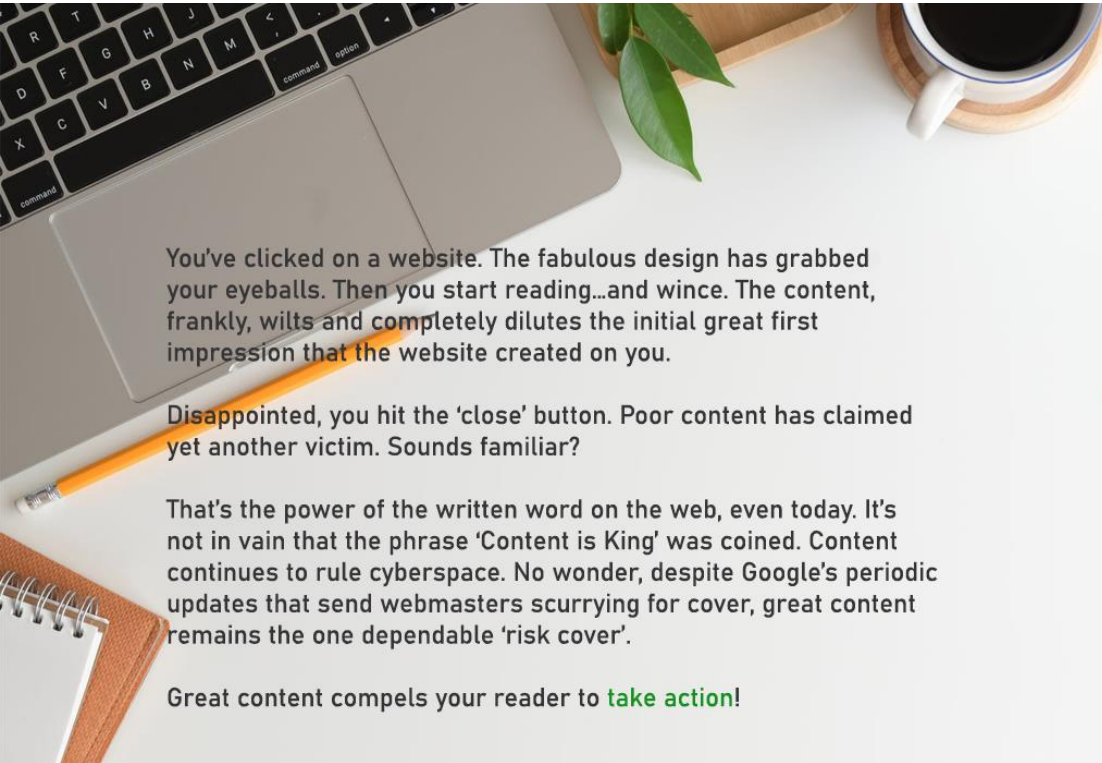 R
T
D
F
G
H
J
<
,
X
C
V
B
N
M
command
command
option
You’ve clicked on a website. The fabulous design has grabbed
your eyeballs. Then you start reading...and wince. The content,
frankly, wilts and completely dilutes the initial great first
impression that the website created on you.
Disappointed, you hit the ‘close’ button. Poor content has claimed
yet another victim. Sounds familiar?
That’s the power of the written word on the web, even today. It’s
not in vain that the phrase ‘Content is King’ was coined. Content
continues to rule cyberspace. No wonder, despite Google’s periodic
updates that send webmasters scurrying for cover, great content
remains the one dependable ‘risk cover’.
Great content compels your reader to take action!